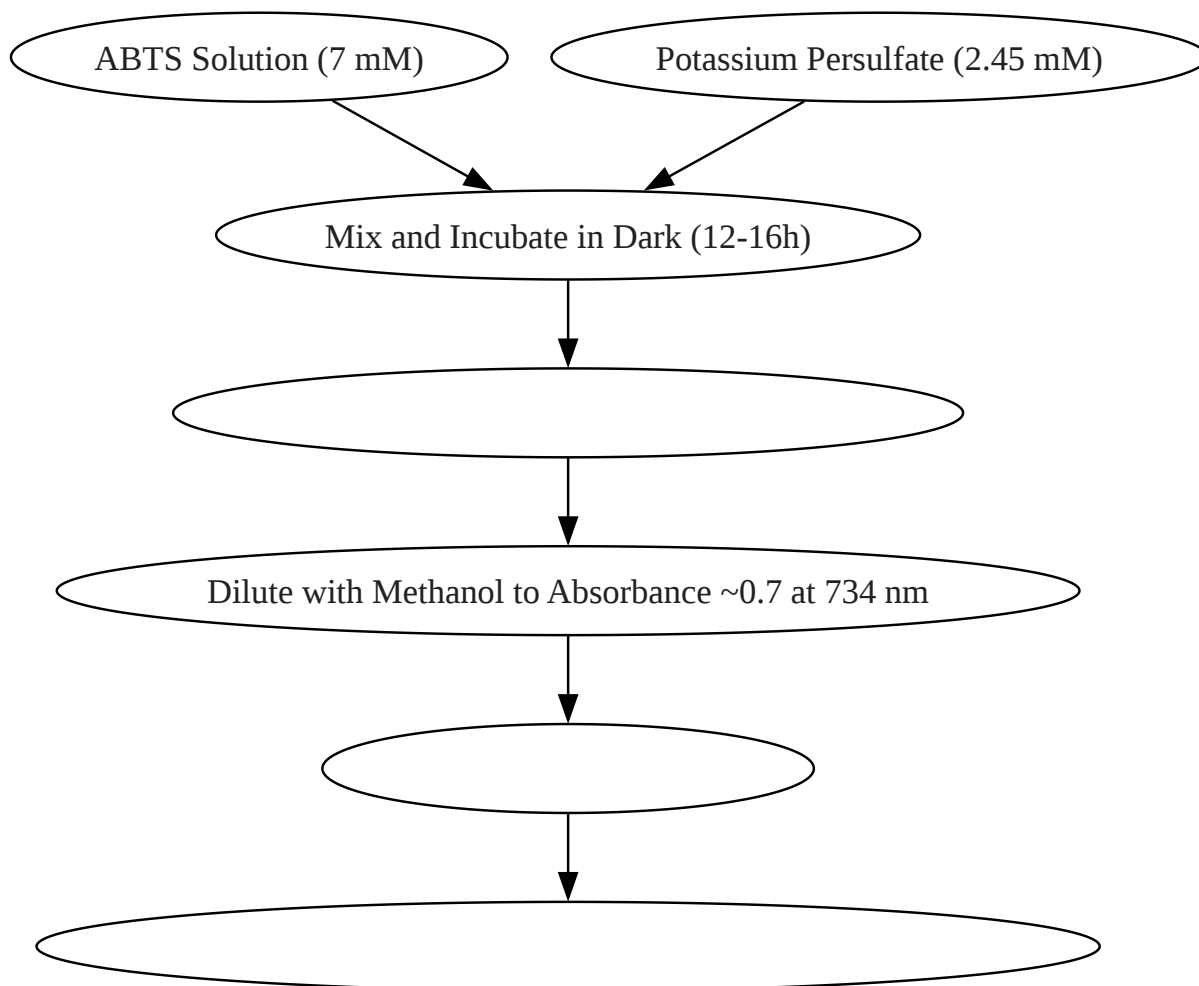 ABTS Solution (7 mM)
Potassium Persulfate (2.45 mM)
Mix and Incubate in Dark (12-16h)
Dilute with Methanol to Absorbance ~0.7 at 734 nm